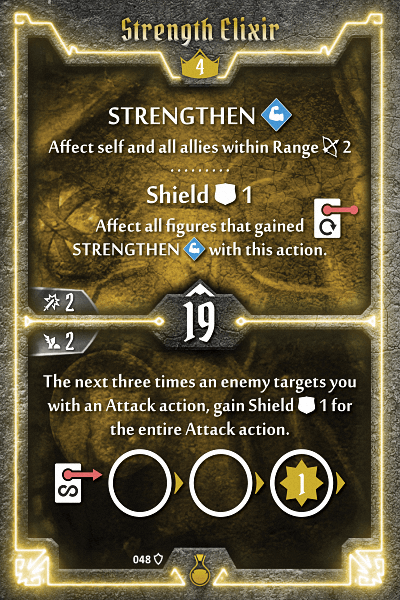 Strength Elixir
4
STRENGTHEN
Affect self and all allies within Range 2
Shield 1
Affect all figures that gained
STRENGTHEN with this action.
2
19
2
The next three times an enemy targets you
with an Attack action, gain Shield 1 for
the entire Attack action.
S
1
048